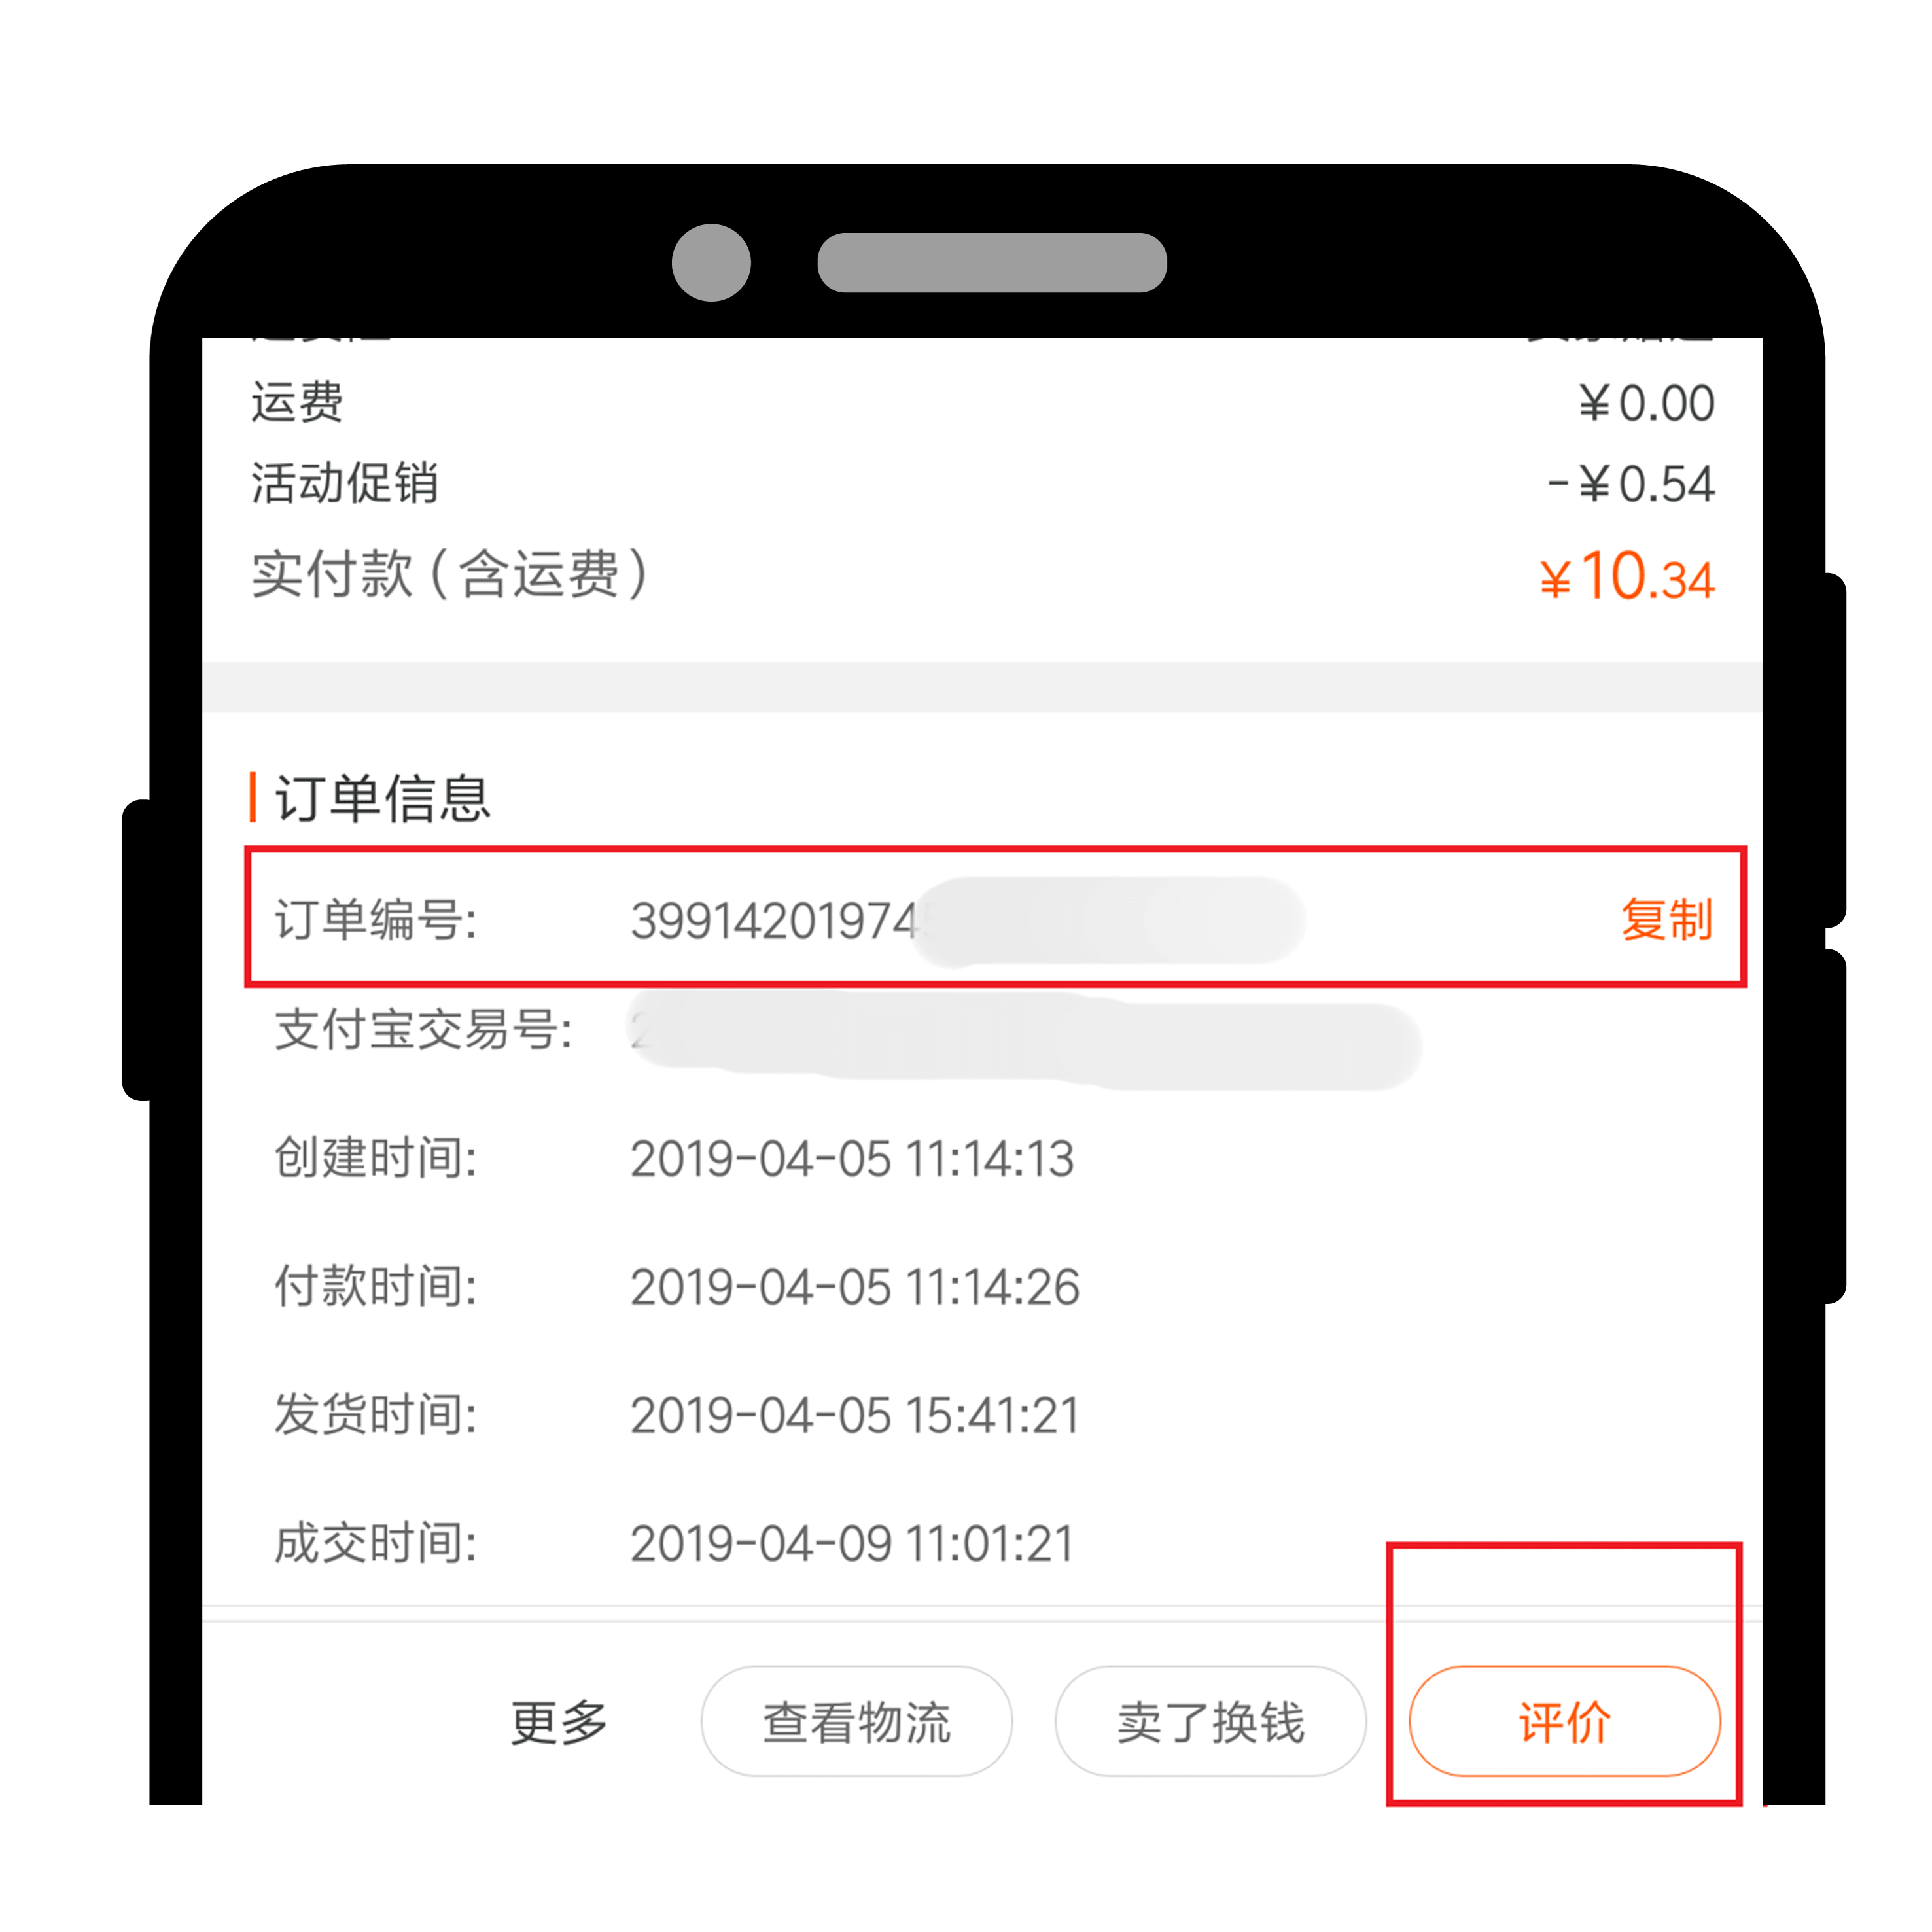 运费 ¥0.00
活动促销 -¥0.54
实付款（含运费） ¥10.34
订单信息
订单编号: 39914201974 复制
支付宝交易号:
创建时间: 2019-04-05 11:14:13
付款时间: 2019-04-05 11:14:26
发货时间: 2019-04-05 15:41:21
成交时间: 2019-04-09 11:01:21
更多 查看物流 卖了换钱 评价